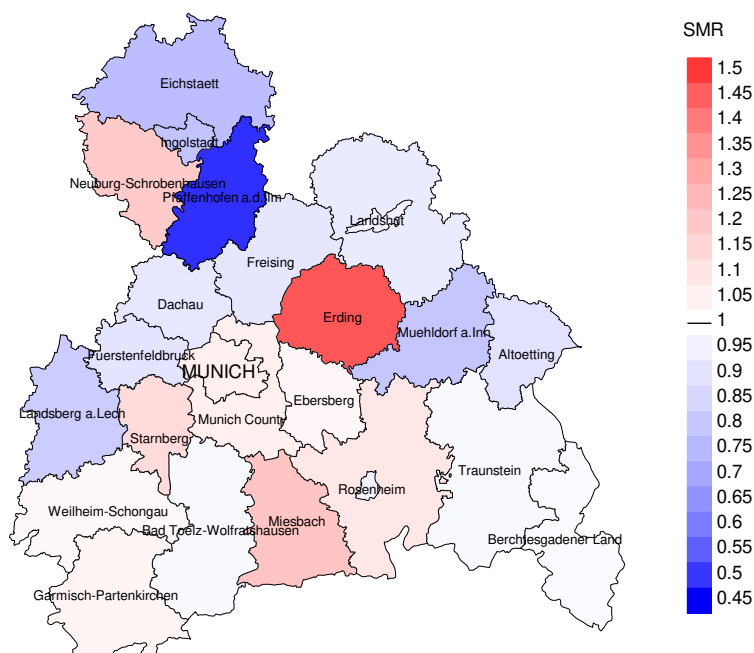 SMR
1.5
1.45
1.4
1.35
1.3
1.25
1.2
1.15
1.1
1.05
1
0.95
0.9
0.85
0.8
0.75
0.7
0.65
0.6
0.55
0.5
0.45
Eichstaett
Ingolstadt
Neuburg-Schrobenhausen
Pfaffenhofen a.d.Ilm
Landshut
Freising
Dachau
Erding
Muehldorf a.Inn
Altoetting
Fuerstenfeldbruck
MUNICH
Ebersberg
Landsberg a.Lech
Munich County
Starnberg
Traunstein
Rosenheim
Weilheim-Schongau
Miesbach
Bad Toelz-Wolfratshausen
Berchtesgadener Land
Garmisch-Partenkirchen